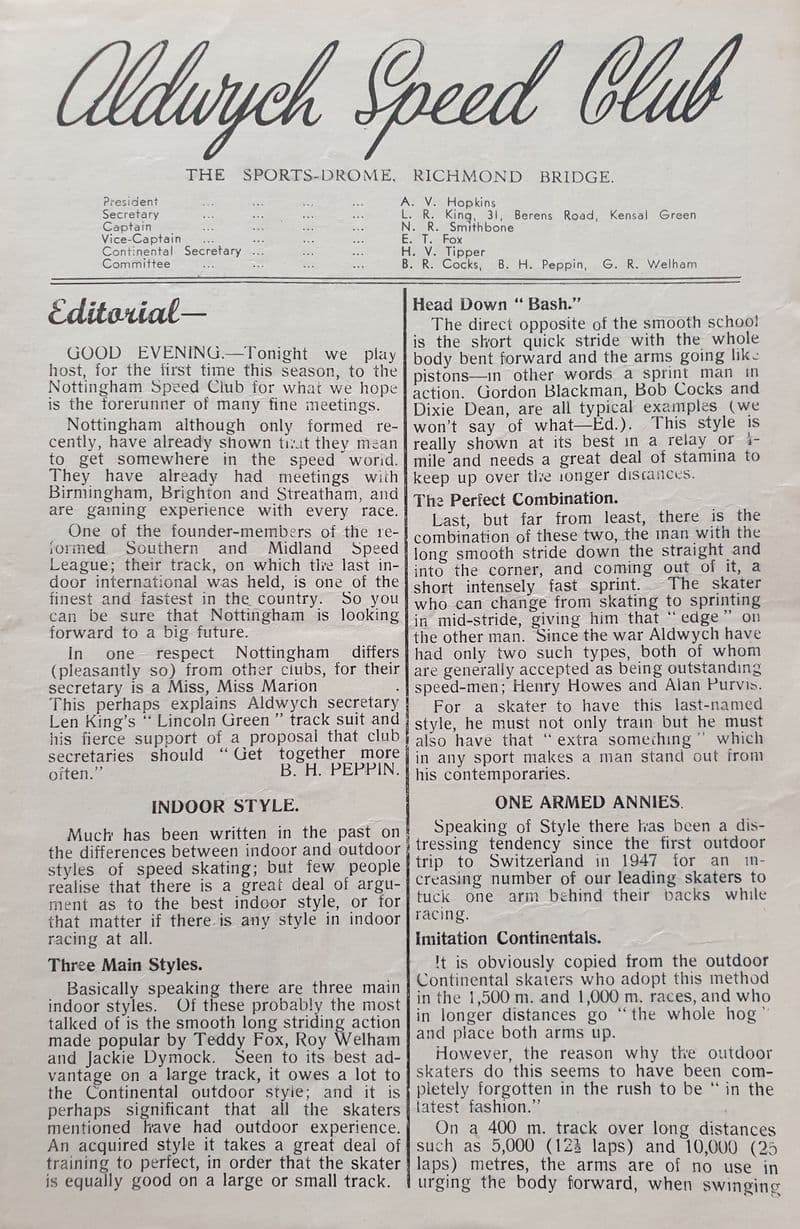 Aldwych Speed Club
THE SPORTS-DROME, RICHMOND BRIDGE.
President ... ... ... ... A. V. Hopkins
Secretary ... ... ... ... L. R. King, 31, Berens Road, Kensal Green
Captain ... ... ... ... N. R. Smithbone
Vice-Captain ... ... ... ... E. T. Fox
Continental Secretary ... ... ... ... H. V. Tipper
Committee ... ... ... ... B. R. Cocks, B. H. Peppin, G. R. Welham
Editorial—
GOOD EVENING.—Tonight we play
host, for the first time this season, to the
Nottingham Speed Club for what we hope
is the forerunner of many fine meetings.
Nottingham although only formed re-
cently, have already shown that they mean
to get somewhere in the speed world.
They have already had meetings with
Birmingham, Brighton and Streatham, and
are gaining experience with every race.
One of the founder-members of the re-
formed Southern and Midland Speed
League; their track, on which the last in-
door international was held, is one of the
finest and fastest in the country. So you
can be sure that Nottingham is looking
forward to a big future.
In one respect Nottingham differs
(pleasantly so) from other clubs, for their
secretary is a Miss, Miss Marion .
This perhaps explains Aldwych secretary
Len King's "Lincoln Green" track suit and
his fierce support of a proposal that club
secretaries should "Get together more
often." B. H. PEPPIN.
INDOOR STYLE.
Much has been written in the past on
the differences between indoor and outdoor
styles of speed skating; but few people
realise that there is a great deal of argu-
ment as to the best indoor style, or for
that matter if there is any style in indoor
racing at all.
Three Main Styles.
Basically speaking there are three main
indoor styles. Of these probably the most
talked of is the smooth long striding action
made popular by Teddy Fox, Roy Welham
and Jackie Dymock. Seen to its best ad-
vantage on a large track, it owes a lot to
the Continental outdoor style; and it is
perhaps significant that all the skaters
mentioned have had outdoor experience.
An acquired style it takes a great deal of
training to perfect, in order that the skater
is equally good on a large or small track.
Head Down "Bash."
The direct opposite of the smooth school
is the short quick stride with the whole
body bent forward and the arms going like
pistons—in other words a sprint man in
action. Gordon Blackman, Bob Cocks and
Dixie Dean, are all typical examples (we
won't say of what—Ed.). This style is
really shown at its best in a relay or
mile and needs a great deal of stamina to
keep up over the longer distances.
The Perfect Combination.
Last, but far from least, there is the
combination of these two, the man with the
long smooth stride down the straight and
into the corner, and coming out of it, a
short intensely fast sprint. The skater
who can change from skating to sprinting
in mid-stride, giving him that "edge" on
the other man. Since the war Aldwych have
had only two such types, both of whom
are generally accepted as being outstanding
speed-men; Henry Howes and Alan Purvis.
For a skater to have this last-named
style, he must not only train but he must
also have that "extra something" which
in any sport makes a man stand out from
his contemporaries.
ONE ARMED ANNIES.
Speaking of Style there has been a dis-
tressing tendency since the first outdoor
trip to Switzerland in 1947 for an in-
creasing number of our leading skaters to
tuck one arm behind their backs while
racing.
Imitation Continentals.
It is obviously copied from the outdoor
Continental skaters who adopt this method
in the 1,500 m. and 1,000 m. races, and who
in longer distances go "the whole hog"
and place both arms up.
However, the reason why the outdoor
skaters do this seems to have been com-
pletely forgotten in the rush to be "in the
latest fashion."
On a 400 m. track over long distances
such as 5,000 (12½ laps) and 10,000 (25
laps) metres, the arms are of no use in
urging the body forward, when swinging